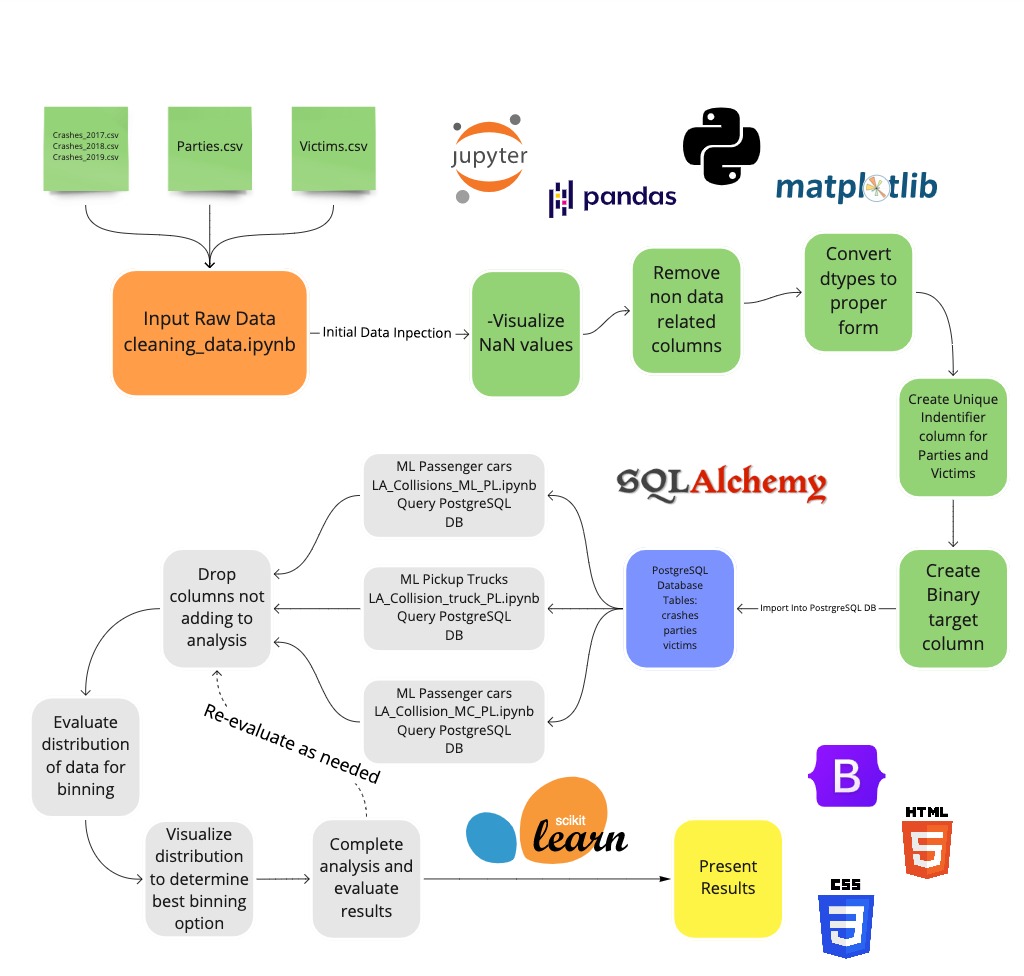 Crashes_2017.csv
Crashes_2018.csv
Crashes_2019.csv
Parties.csv
Victims.csv
jupyter
pandas
matplotlib
Input Raw Data
cleaning_data.ipynb
Initial Data Inpection
-Visualize
NaN values
Remove
non data
related
columns
Convert
dtypes to
proper
form
Create Unique
Indentifier
column for
Parties and
Victims
Create
Binary
target
column
Import Into PostrgreSQL DB
SQLAlchemy
PostgreSQL
Database
Tables:
crashes
parties
victims
ML Passenger cars
LA_Collisions_ML_PL.ipynb
Query PostgreSQL
DB
ML Pickup Trucks
LA_Collision_truck_PL.ipynb
Query PostgreSQL
DB
ML Passenger cars
LA_Collision_MC_PL.ipynb
Query PostgreSQL
DB
Drop
columns not
adding to
analysis
Re-evaluate as needed
Evaluate
distribution
of data for
binning
Visualize
distribution
to determine
best binning
option
Complete
analysis and
evaluate
results
scikit
learn
Present
Results
B
HTML
5
CSS
3